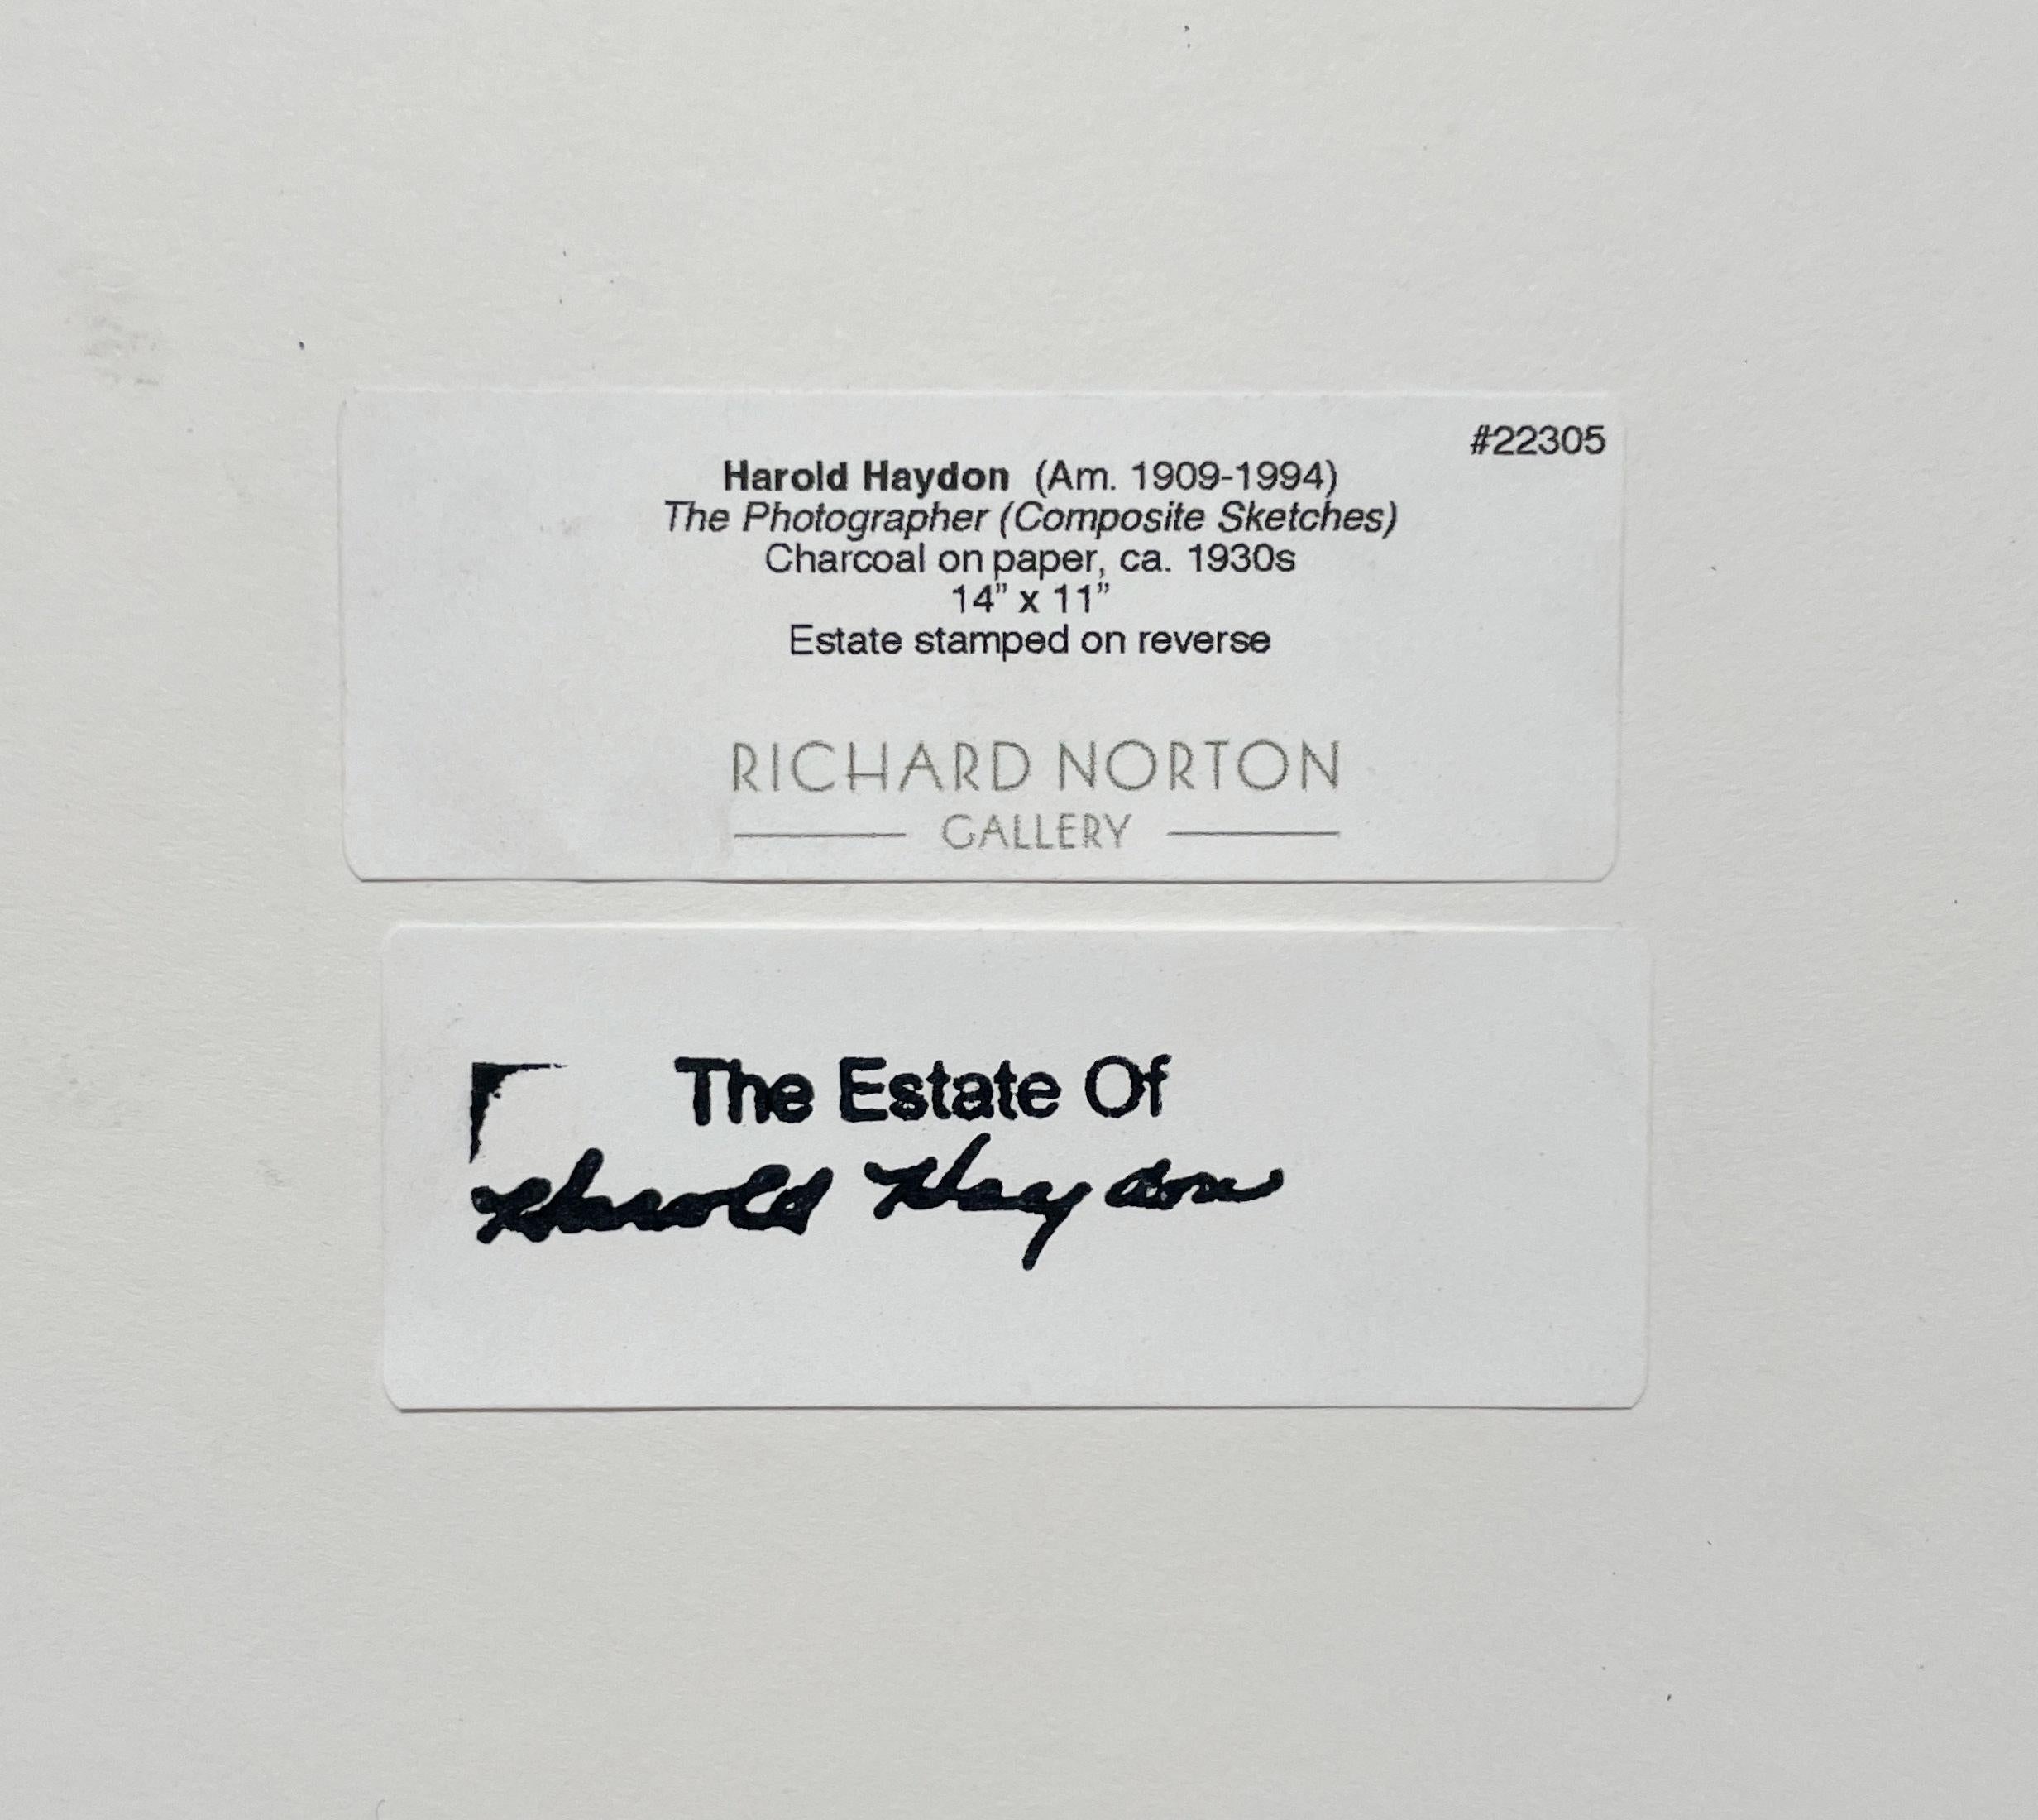 #22305
Harold Haydon (Am. 1909-1994)
The Photographer (Composite Sketches)
Charcoal on paper, ca. 1930s
14” x 11”
Estate stamped on reverse
RICHARD NORTON
GALLERY
The Estate Of
Harold Haydon